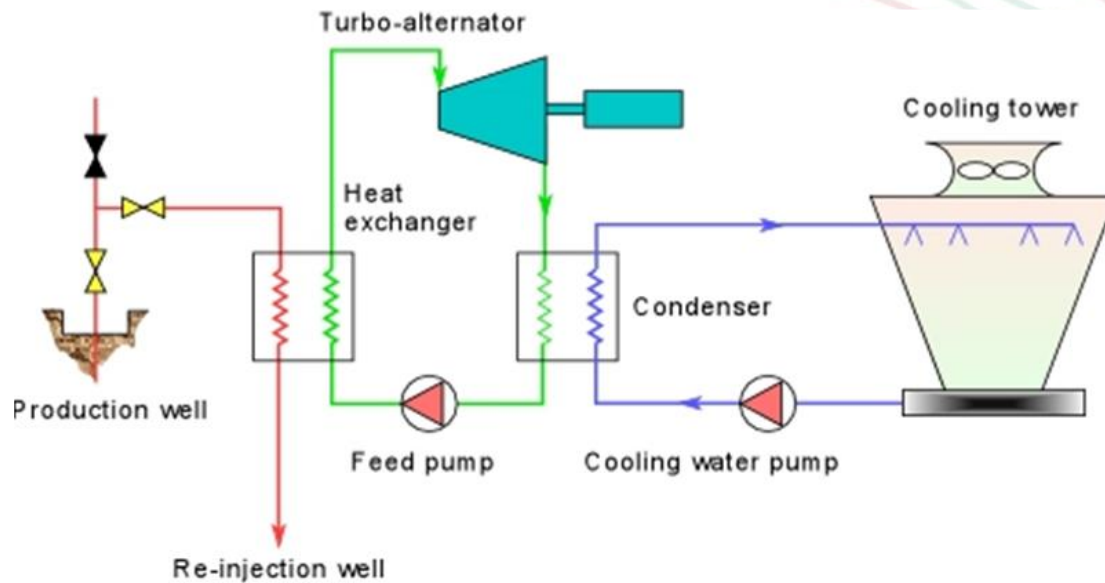 Turbo-alternator
Cooling tower
Heat
exchanger
Condenser
Production well
Feed pump
Cooling water pump
Re-injection well